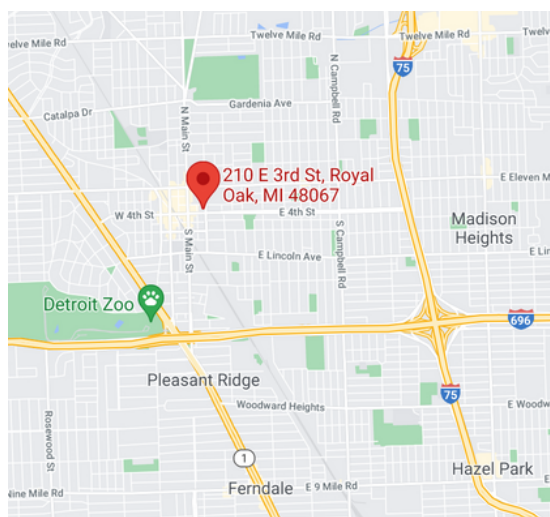 Twelve Mile Rd
Twelve Mile Rd
Twelve Mile Rd
75
N Campbell Rd
Catalpa Dr
N Main St
Gardenia Ave
210 E 3rd St, Royal
Oak, MI 48067
E Eleven M
W 4th St
E 4th St
Madison
Heights
S Main St
S Campbell Rd
E Lincoln Ave
E Lin
Detroit Zoo
696
Pleasant Ridge
75
Woodward Heights
E Woo
Rosewood St
1
Hazel Park
Nine Mile Rd
Ferndale
E 9 Mile Rd